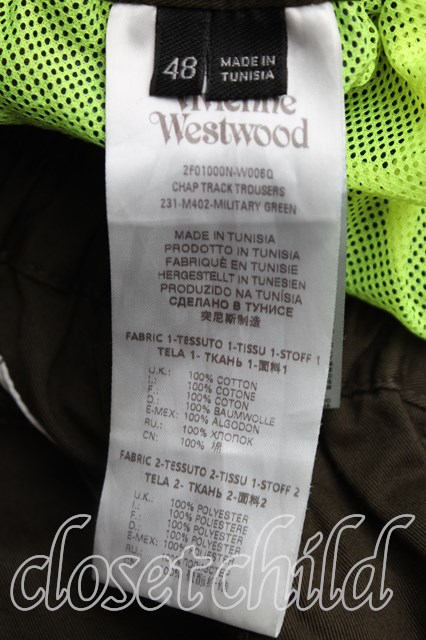 48
MADE IN
TUNISIA
Vivienne
Westwood
2F01000N-W006Q
CHAP TRACK TROUSERS
231-M402-MILITARY GREEN
MADE IN TUNISIA
PRODOTTO IN TUNISIA
FABRIQUÉ EN TUNISIE
HERGESTELLT IN TUNESIEN
PRODUZIDO NA TUNÍSIA
СДЕЛАНО В ТУНИСЕ
突尼斯制造
FABRIC 1-TESSUTO 1-TISSU 1-STOFF 1
TELA 1- ТКАНЬ 1-面料1
U.K.: 100% COTTON
I.: 100% COTONE
F.: 100% COTON
D.: 100% BAUMWOLLE
E-MEX: 100% ALGODON
RU.: 100% ХЛОПОК
CN: 100% 棉
FABRIC 2-TESSUTO 2-TISSU 2-STOFF 2
TELA 2- ТКАНЬ 2-面料2
U.K.: 100% POLYESTER
I.: 100% POLIESTERE
F.: 100% POLYESTER
D.: 100% POLYESTER
E-MEX: 100%
RU.: 100%
closet child